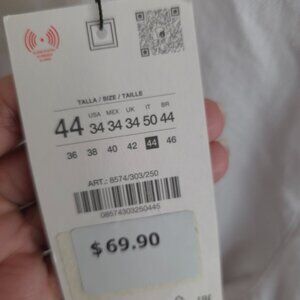 TALLA / SIZE / TAILLE
USA MEX UK IT BR
44 34 34 34 50 44
36 38 40 42 44 46
ART.: 8574/303/250
08574303250445
$69.90